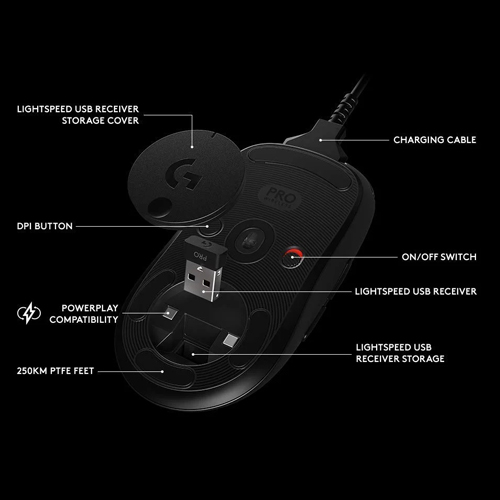 LIGHTSPEED USB RECEIVER
STORAGE COVER
CHARGING CABLE
PRO
DPI BUTTON
PRO
ON/OFF SWITCH
LIGHTSPEED USB RECEIVER
POWERPLAY
COMPATIBILITY
LIGHTSPEED USB
RECEIVER STORAGE
250KM PTFE FEET